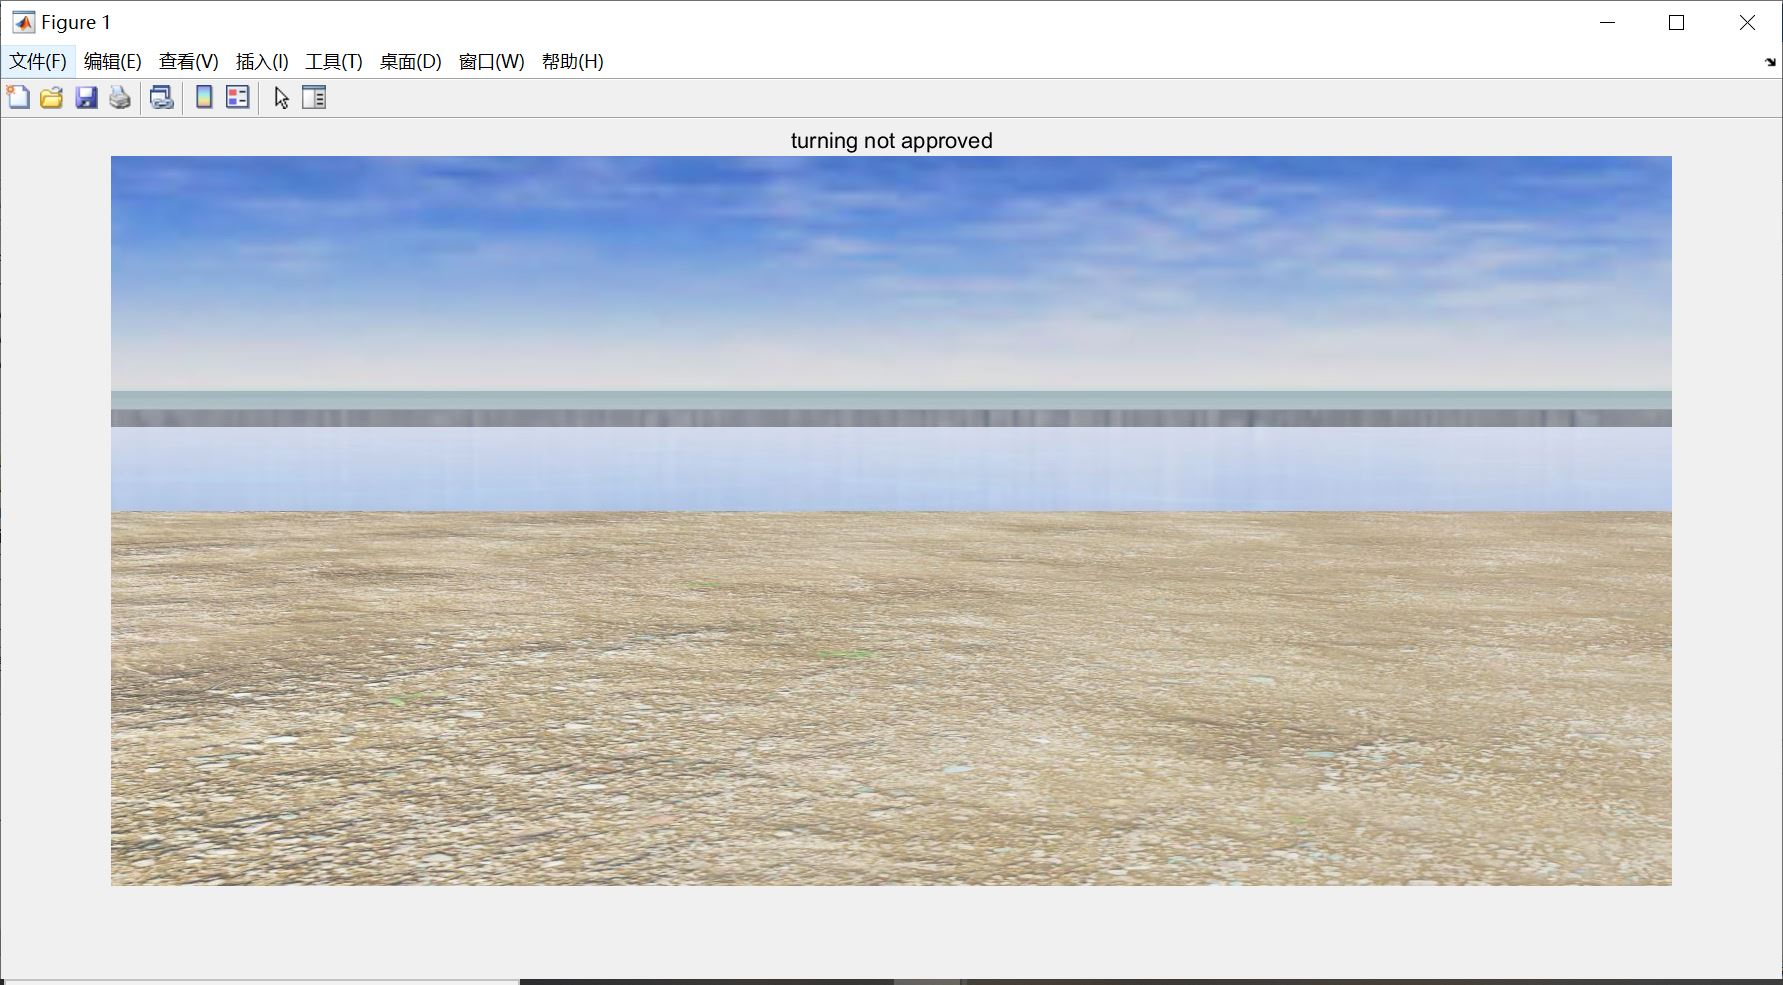 Figure 1
文件(F) 编辑(E) 查看(V) 插入(I) 工具(T) 桌面(D) 窗口(W) 帮助(H)
turning not approved